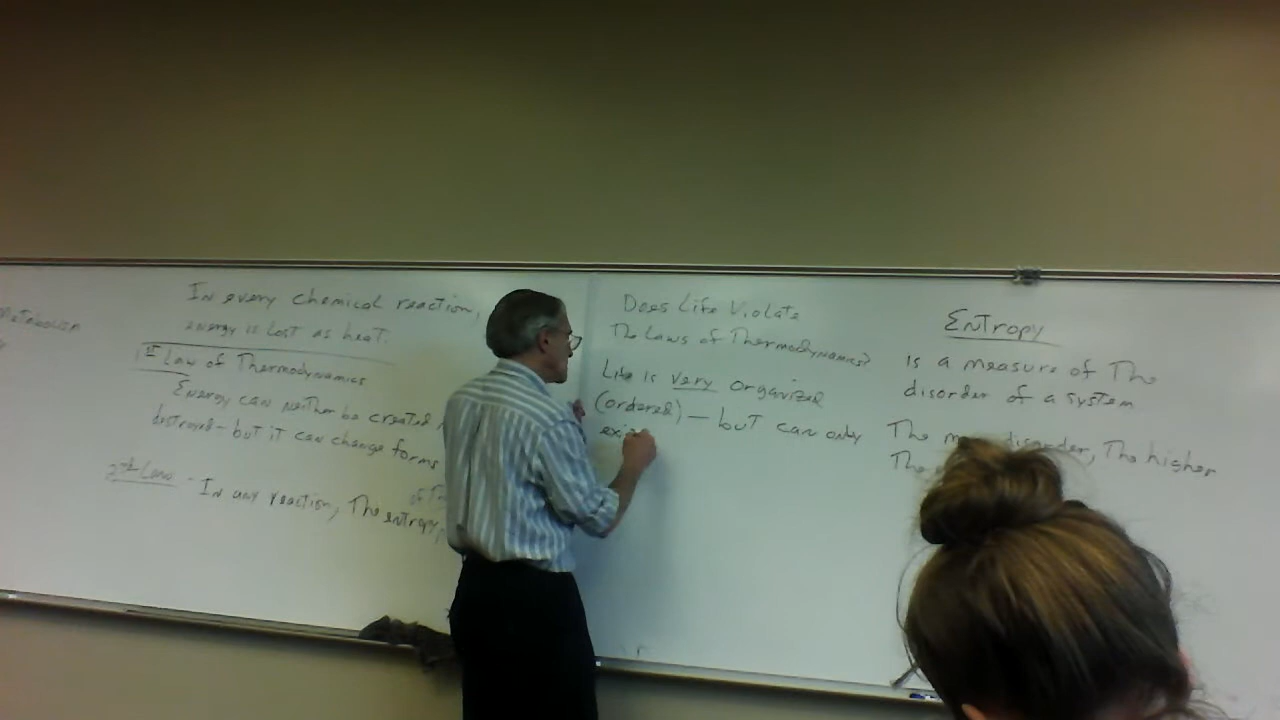 Metabolism
In every chemical reaction,
energy is lost as heat.
1st Law of Thermodynamics
Energy can neither be created
destroyed - but it can change forms
2nd Law - In any reaction, The entropy
Does Life Violate
The Laws of Thermodynamics?
Life is very organized
(ordered) — but can only
exi
Entropy
is a measure of The
disorder of a system
The disorder, The higher
The